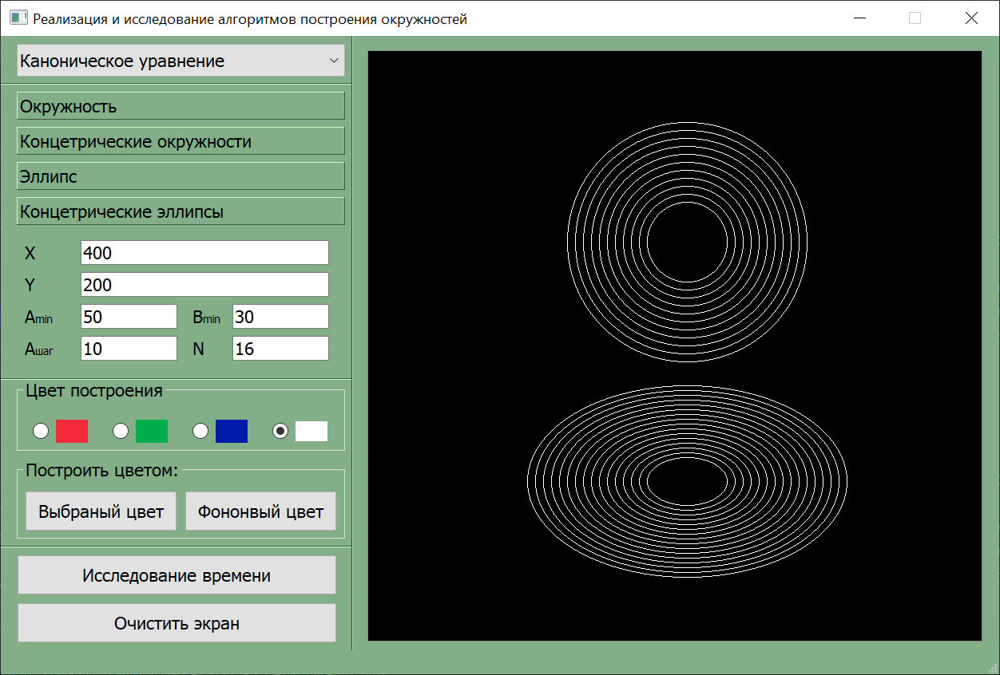 Реализация и исследование алгоритмов построения окружностей
Каноническое уравнение
Окружность
Концетрические окружности
Эллипс
Концетрические эллипсы
X 400
Y 200
Amin 50 Bmin 30
Aшаг 10 N 16
Цвет построения
Построить цветом:
Выбраный цвет Фононвый цвет
Исследование времени
Очистить экран